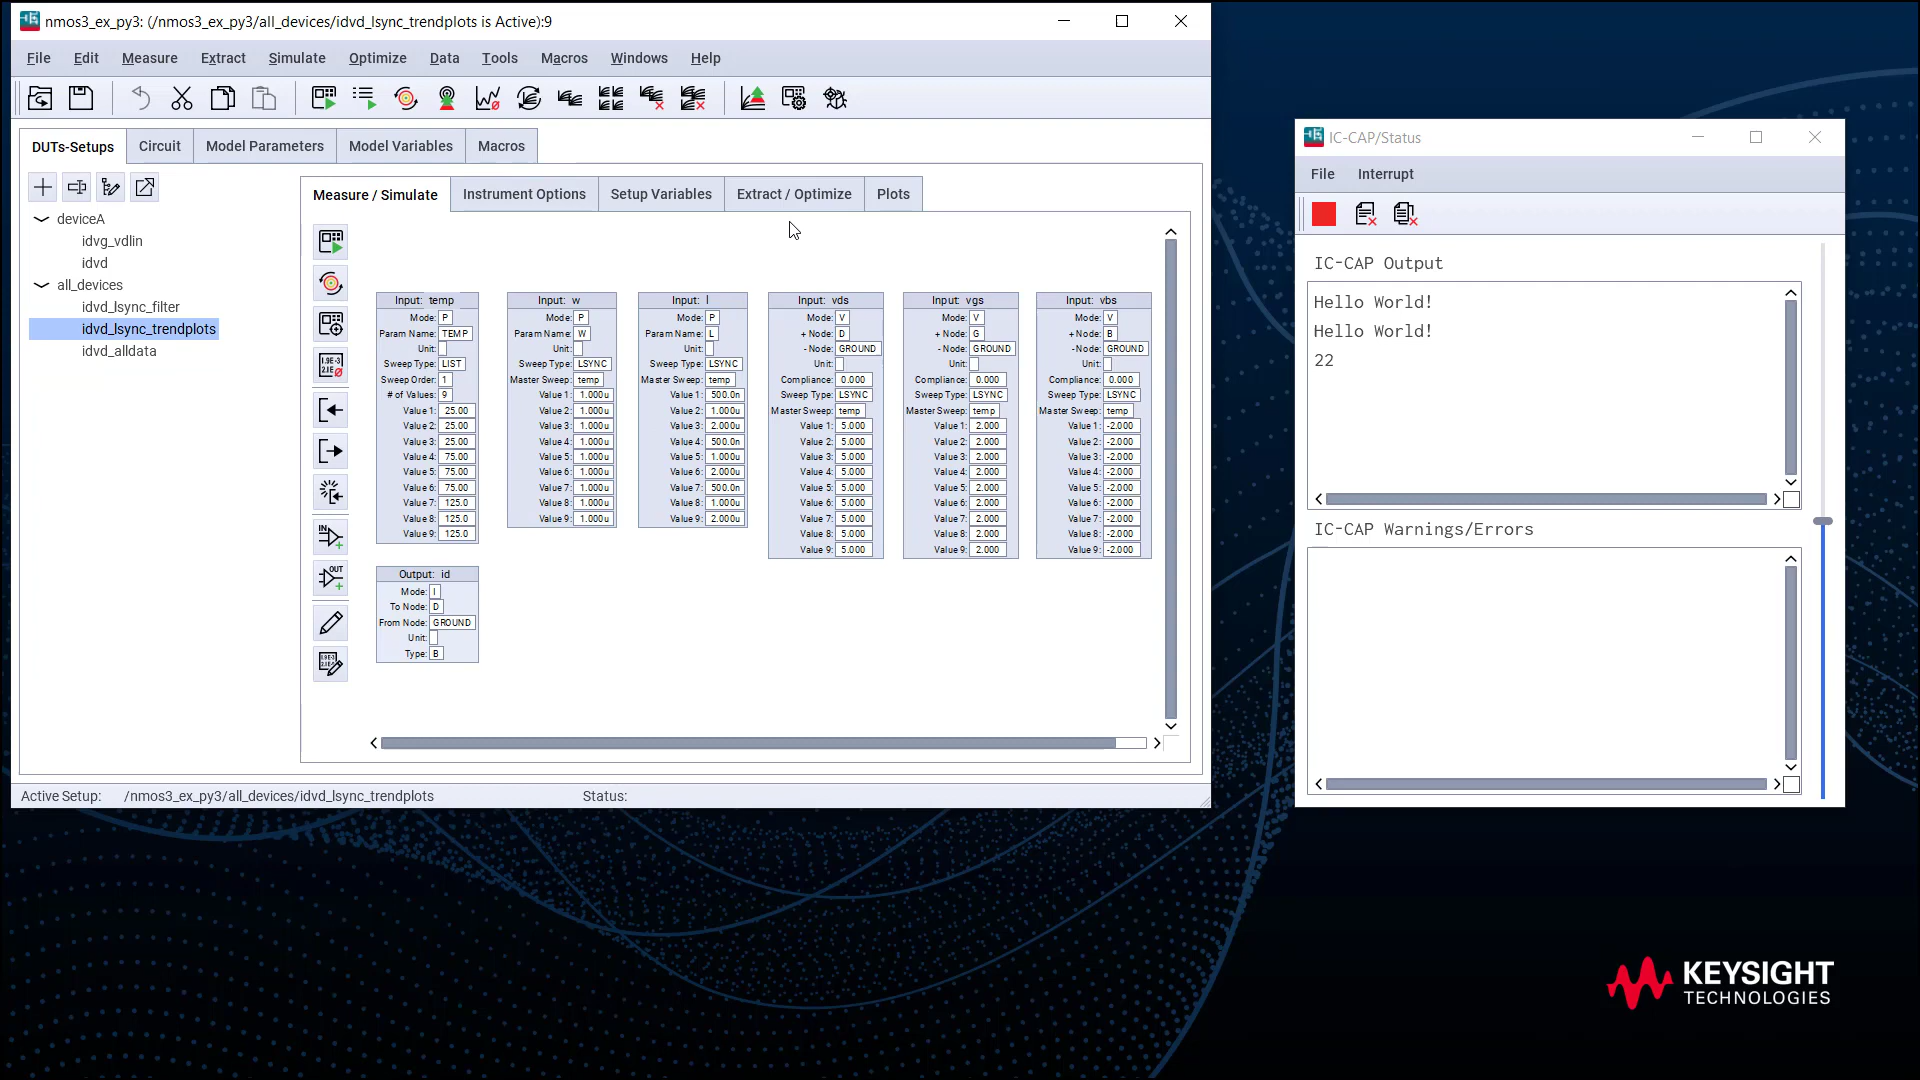 nmos3_ex_py3: (/nmos3_ex_py3/all_devices/idvd_lsync_trendplots is Active):9
File Edit Measure Extract Simulate Optimize Data Tools Macros Windows Help
DUTs-Setups Circuit Model Parameters Model Variables Macros
deviceA
idvg_vdlin
idvd
all_devices
idvd_lsync_filter
idvd_lsync_trendplots
idvd_alldata
Measure / Simulate Instrument Options Setup Variables Extract / Optimize Plots
Input: temp
Mode: P
Param Name: TEMP
Unit:
Sweep Type: LIST
Sweep Order: 1
# of Values: 9
Value 1: 25.00
Value 2: 25.00
Value 3: 25.00
Value 4: 75.00
Value 5: 75.00
Value 6: 75.00
Value 7: 125.0
Value 8: 125.0
Value 9: 125.0
Input: w
Mode: P
Param Name: W
Unit:
Sweep Type: LSYNC
Master Sweep: temp
Value 1: 1.000u
Value 2: 1.000u
Value 3: 1.000u
Value 4: 1.000u
Value 5: 1.000u
Value 6: 1.000u
Value 7: 1.000u
Value 8: 1.000u
Value 9: 1.000u
Input: l
Mode: P
Param Name: L
Unit:
Sweep Type: LSYNC
Master Sweep: temp
Value 1: 500.0n
Value 2: 1.000u
Value 3: 2.000u
Value 4: 500.0n
Value 5: 1.000u
Value 6: 2.000u
Value 7: 500.0n
Value 8: 1.000u
Value 9: 2.000u
Input: vds
Mode: V
+ Node: D
- Node: GROUND
Unit:
Compliance: 0.000
Sweep Type: LSYNC
Master Sweep: temp
Value 1: 5.000
Value 2: 5.000
Value 3: 5.000
Value 4: 5.000
Value 5: 5.000
Value 6: 5.000
Value 7: 5.000
Value 8: 5.000
Value 9: 5.000
Input: vgs
Mode: V
+ Node: G
- Node: GROUND
Unit:
Compliance: 0.000
Sweep Type: LSYNC
Master Sweep: temp
Value 1: 2.000
Value 2: 2.000
Value 3: 2.000
Value 4: 2.000
Value 5: 2.000
Value 6: 2.000
Value 7: 2.000
Value 8: 2.000
Value 9: 2.000
Input: vbs
Mode: V
+ Node: B
- Node: GROUND
Unit:
Compliance: 0.000
Sweep Type: LSYNC
Master Sweep: temp
Value 1: -2.000
Value 2: -2.000
Value 3: -2.000
Value 4: -2.000
Value 5: -2.000
Value 6: -2.000
Value 7: -2.000
Value 8: -2.000
Value 9: -2.000
Output: id
Mode: I
To Node: D
From Node: GROUND
Unit:
Type: B
IN
OUT
Active Setup: /nmos3_ex_py3/all_devices/idvd_lsync_trendplots Status:
IC-CAP/Status
File Interrupt
IC-CAP Output
Hello World!
Hello World!
22
IC-CAP Warnings/Errors
KEYSIGHT
TECHNOLOGIES